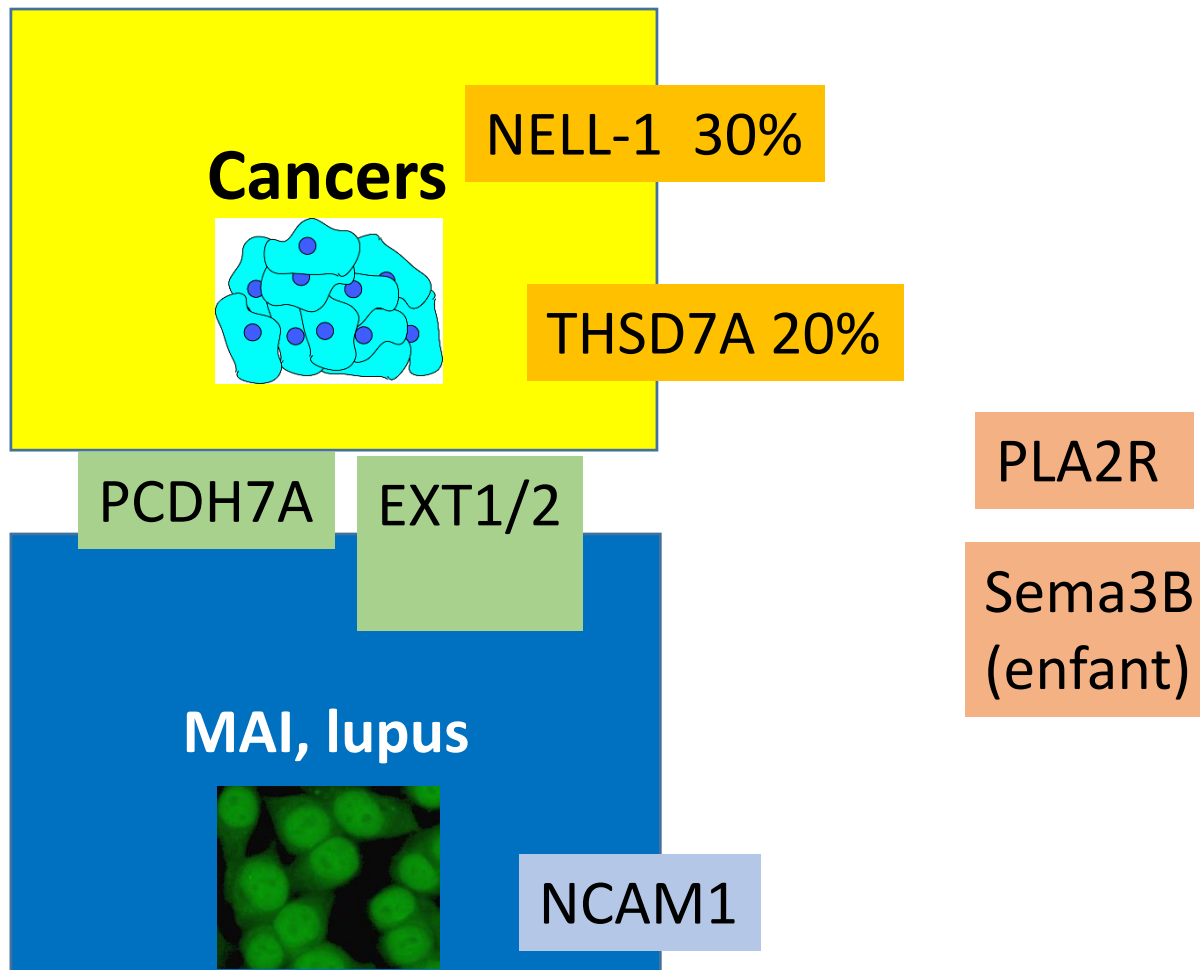 NELL-1 30%
Cancers
THSD7A 20%
PLA2R
PCDH7A
EXT1/2
Sema3B
(enfant)
MAI, lupus
NCAM1